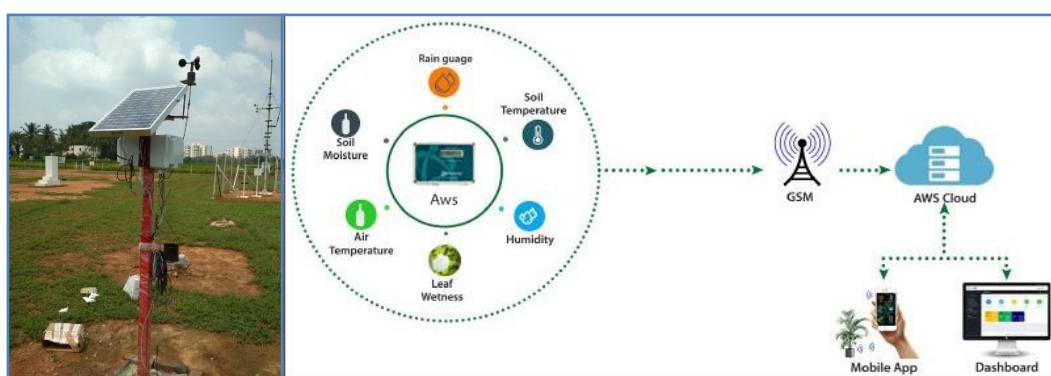 Rain guage
Soil
Temperature
Soil
Moisture
Aws
Air
Temperature
Humidity
Leaf
Wetness
GSM
AWS Cloud
Mobile App
Dashboard